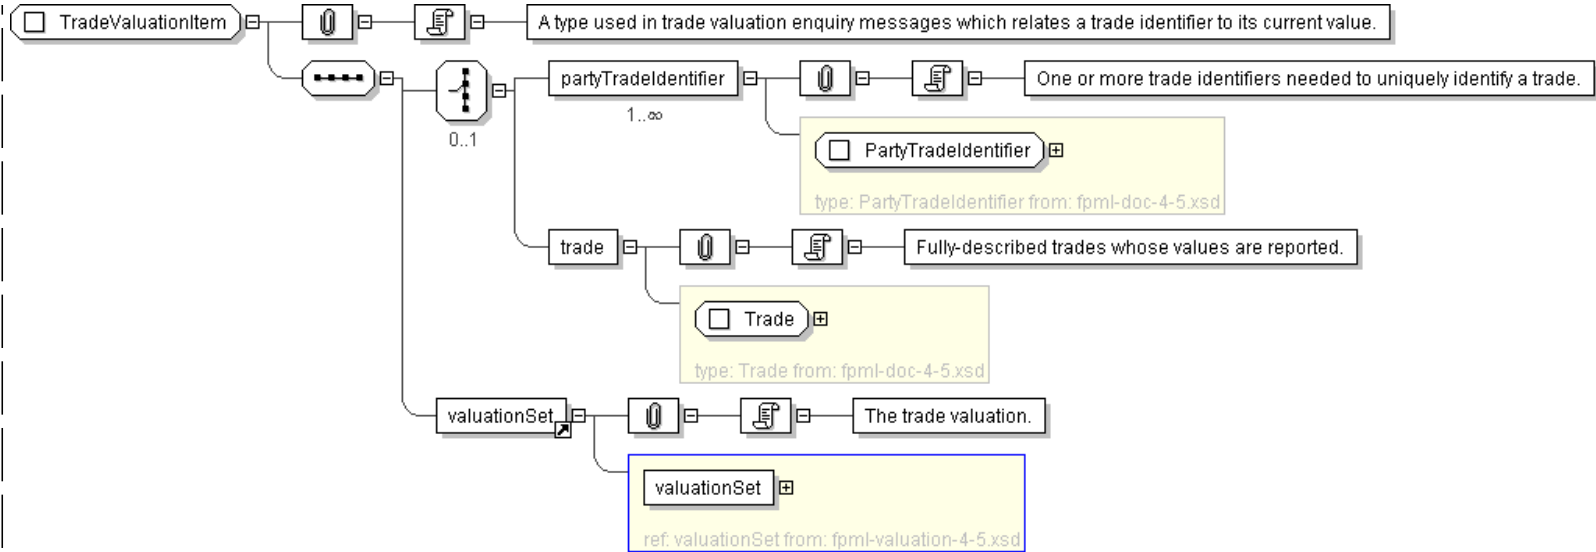 TradeValuationItem
A type used in trade valuation enquiry messages which relates a trade identifier to its current value.
0..1
partyTradeIdentifier
1..∞
One or more trade identifiers needed to uniquely identify a trade.
PartyTradeIdentifier
type: PartyTradeIdentifier from: fpml-doc-4-5.xsd
trade
Fully-described trades whose values are reported.
Trade
type: Trade from: fpml-doc-4-5.xsd
valuationSet
The trade valuation.
valuationSet
ref: valuationSet from: fpml-valuation-4-5.xsd